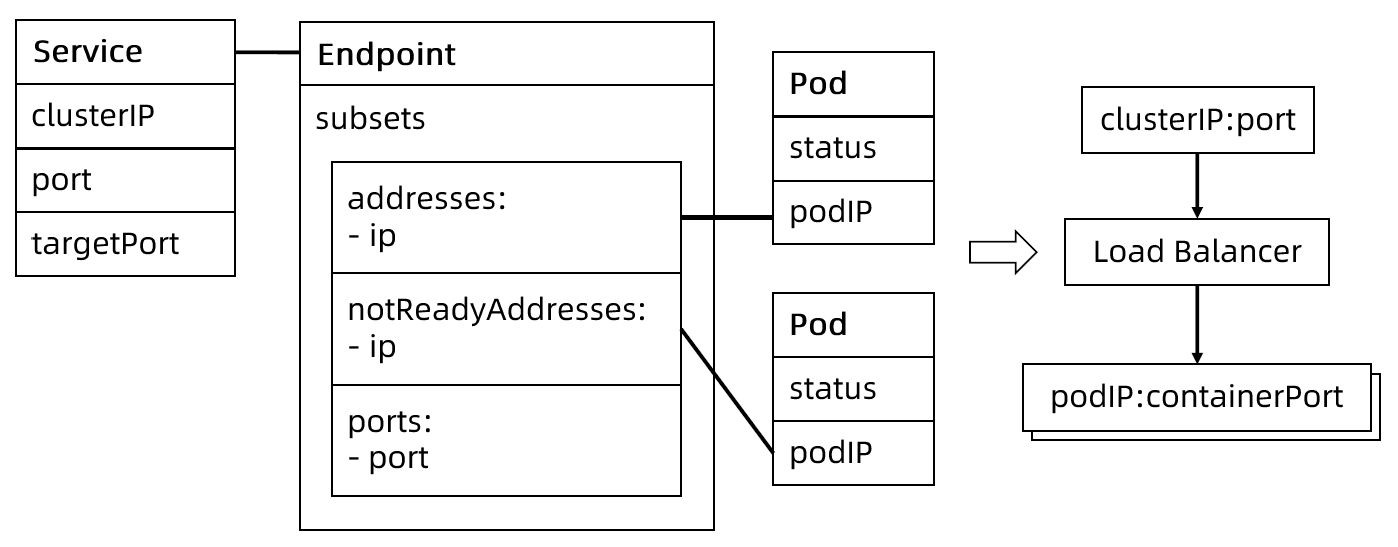 Service
clusterIP
port
targetPort
Endpoint
subsets
addresses:
- ip
notReadyAddresses:
- ip
ports:
- port
Pod
status
podIP
Pod
status
podIP
clusterIP:port
Load Balancer
podIP:containerPort